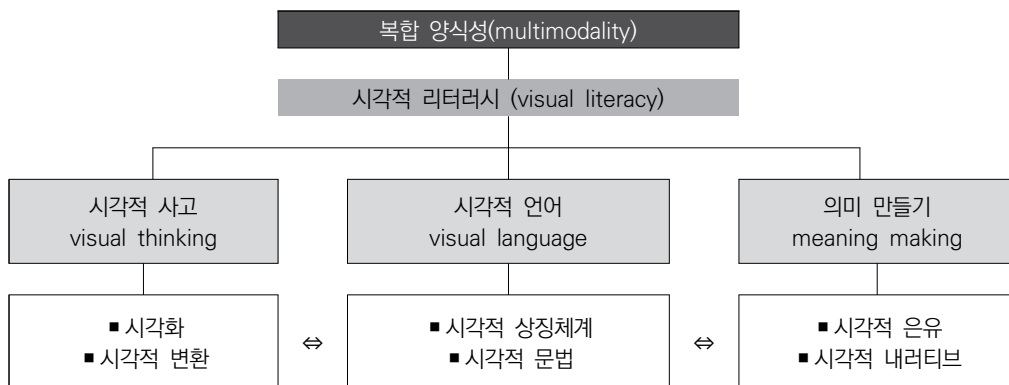 복합 양식성(multimodality)
시각적 리터러시 (visual literacy)
시각적 사고
visual thinking
시각적 언어
visual language
의미 만들기
meaning making
■ 시각화
■ 시각적 변환
⇔
■ 시각적 상징체계
■ 시각적 문법
⇔
■ 시각적 은유
■ 시각적 내러티브